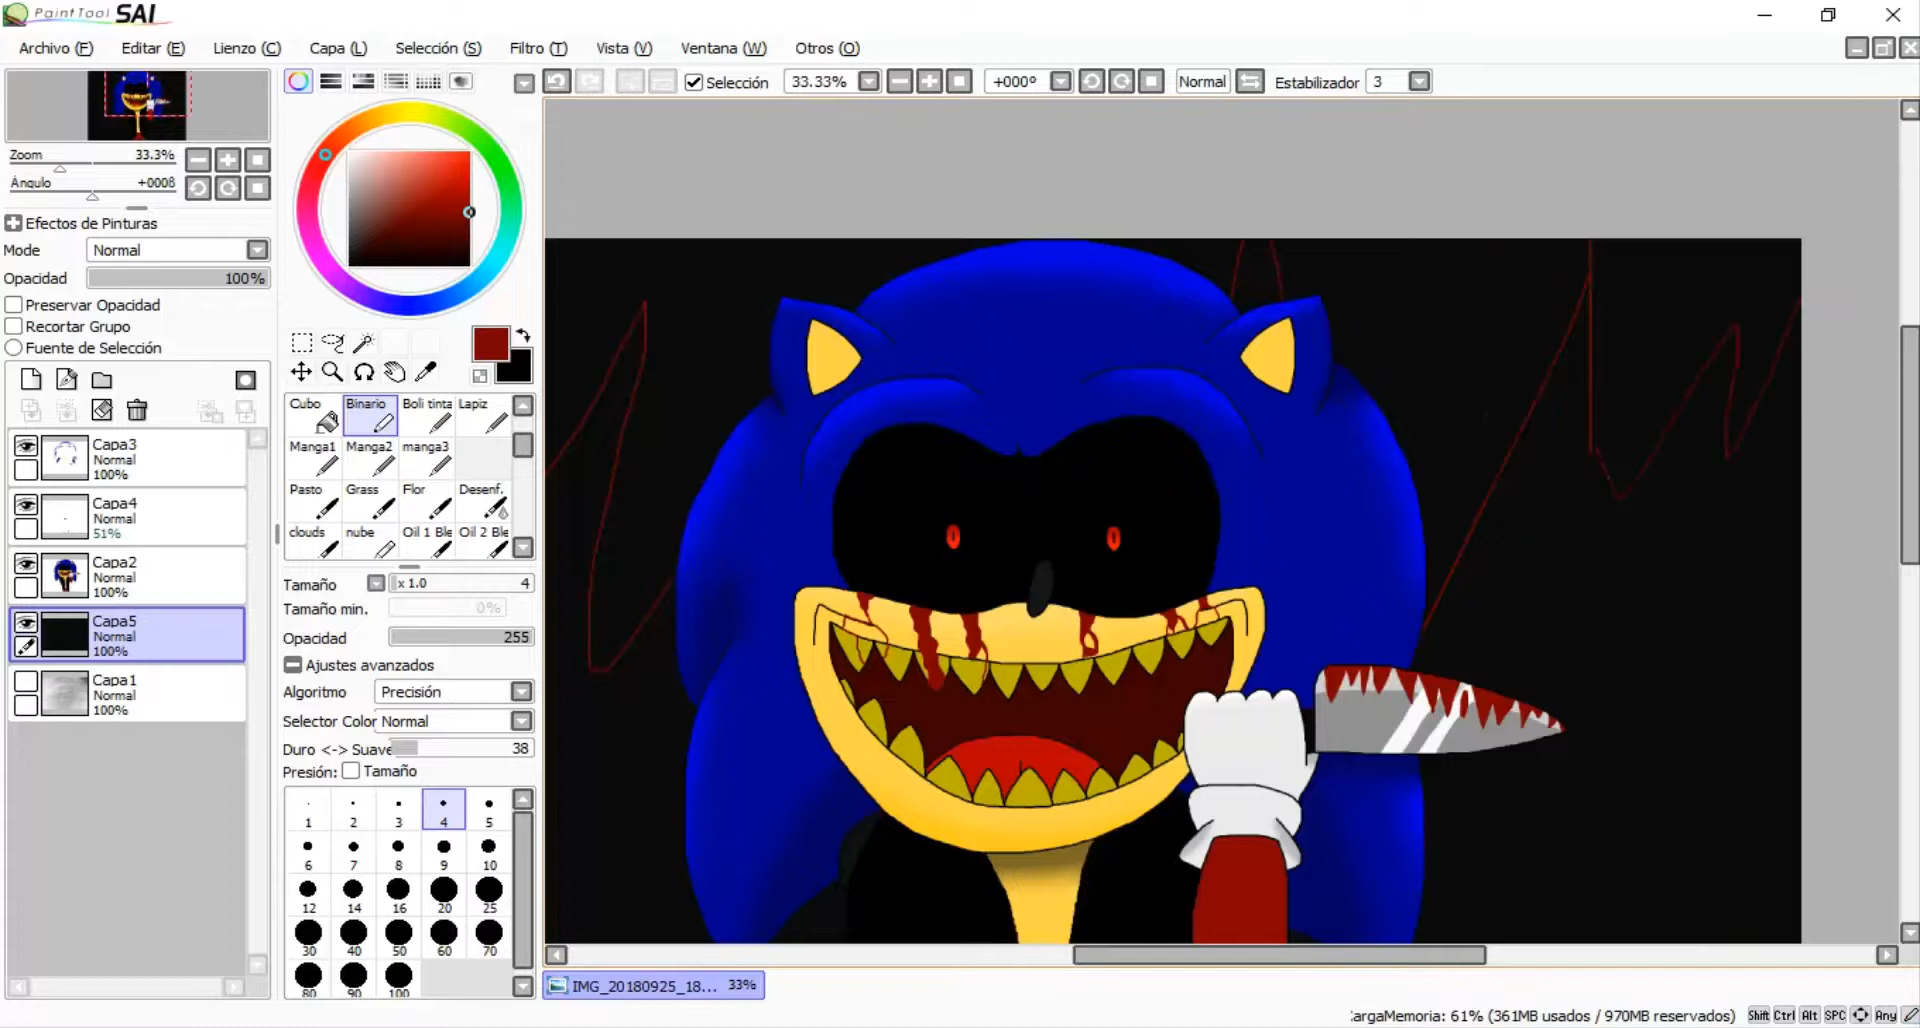 PaintTool SAI
Archivo (F) Editar (E) Lienzo (C) Capa (L) Selección (S) Filtro (T) Vista (V) Ventana (W) Otros (O)
Selección 33.33% +000º Normal Estabilizador 3
Zoom 33.3%
Ángulo +000ß
Efectos de Pinturas
Mode Normal
Opacidad 100%
Preservar Opacidad
Recortar Grupo
Fuente de Selección
Capa3
Normal
100%
Capa4
Normal
51%
Capa2
Normal
100%
Capa5
Normal
100%
Capa1
Normal
100%
Cubo Binario Boli tinta Lapiz
Manga1 Manga2 manga3
Pasto Grass Flor Desenf.
clouds nube Oil 1 Ble Oil 2 Ble
Tamaño x 1.0 4
Tamaño min. 0%
Opacidad 255
Ajustes avanzados
Algoritmo Precisión
Selector Color Normal
Duro <-> Suave 38
Presión: Tamaño
1 2 3 4 5
6 7 8 9 10
12 14 16 20 25
30 40 50 60 70
80 90 100
IMG_20180925_18... 33%
argaMemoria: 61% (361MB usados / 970MB reservados) Shift Ctrl Alt SPC Any